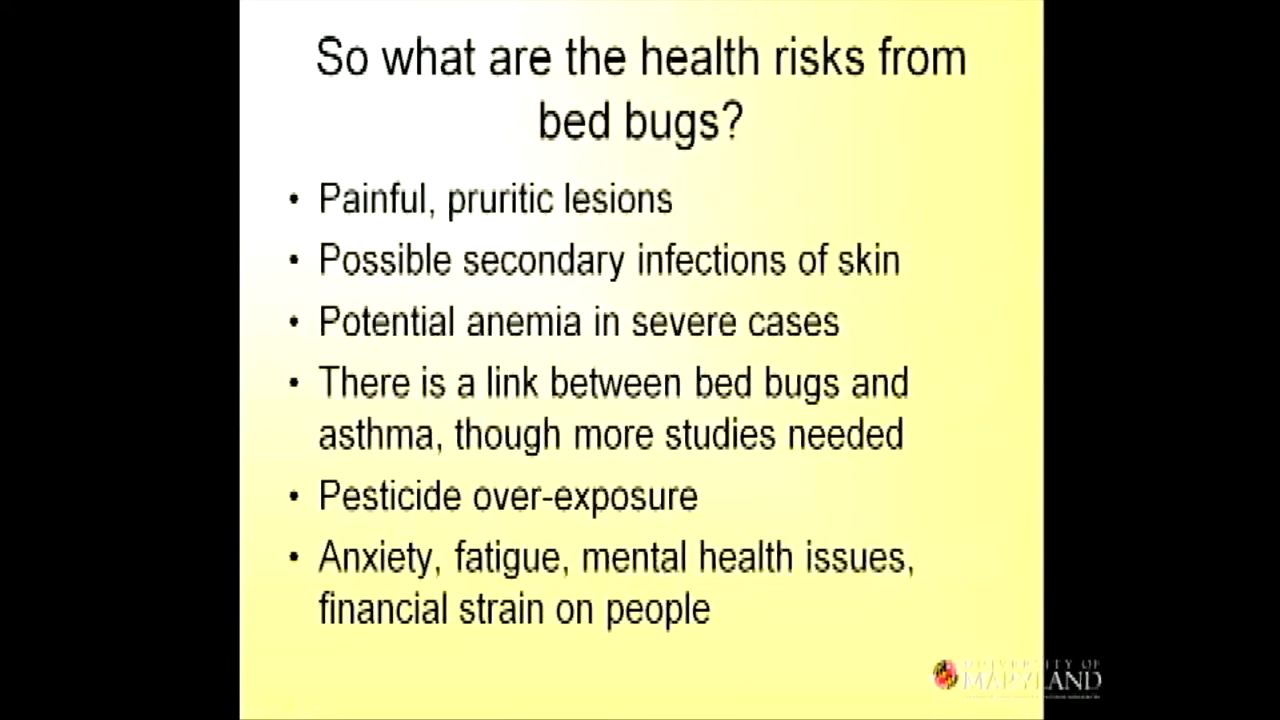 So what are the health risks from
bed bugs?
• Painful, pruritic lesions
• Possible secondary infections of skin
• Potential anemia in severe cases
• There is a link between bed bugs and
asthma, though more studies needed
• Pesticide over-exposure
• Anxiety, fatigue, mental health issues,
financial strain on people
UNIVERSITY OF
MARYLAND